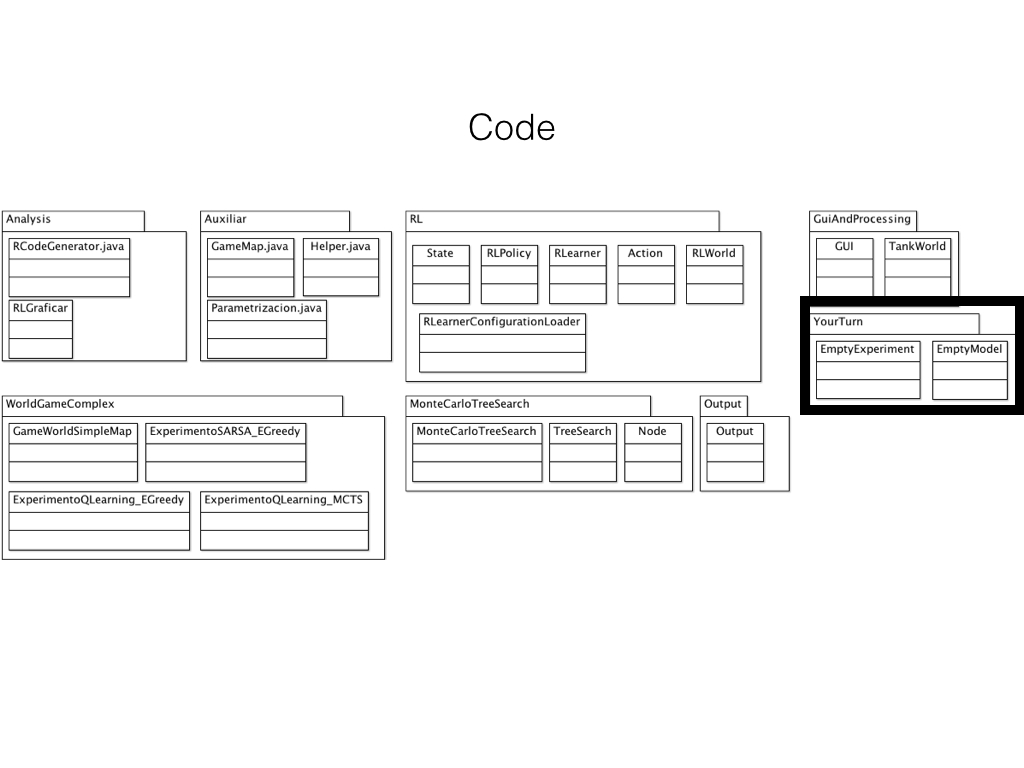 Code
Analysis
RCodeGenerator.java
RLGraficar
Auxiliar
GameMap.java
Helper.java
Parametrizacion.java
RL
State
RLPolicy
RLearner
Action
RLWorld
RLearnerConfigurationLoader
GuiAndProcessing
GUI
TankWorld
YourTurn
EmptyExperiment
EmptyModel
WorldGameComplex
GameWorldSimpleMap
ExperimentoSARSA_EGreedy
ExperimentoQLearning_EGreedy
ExperimentoQLearning_MCTS
MonteCarloTreeSearch
MonteCarloTreeSearch
TreeSearch
Node
Output
Output